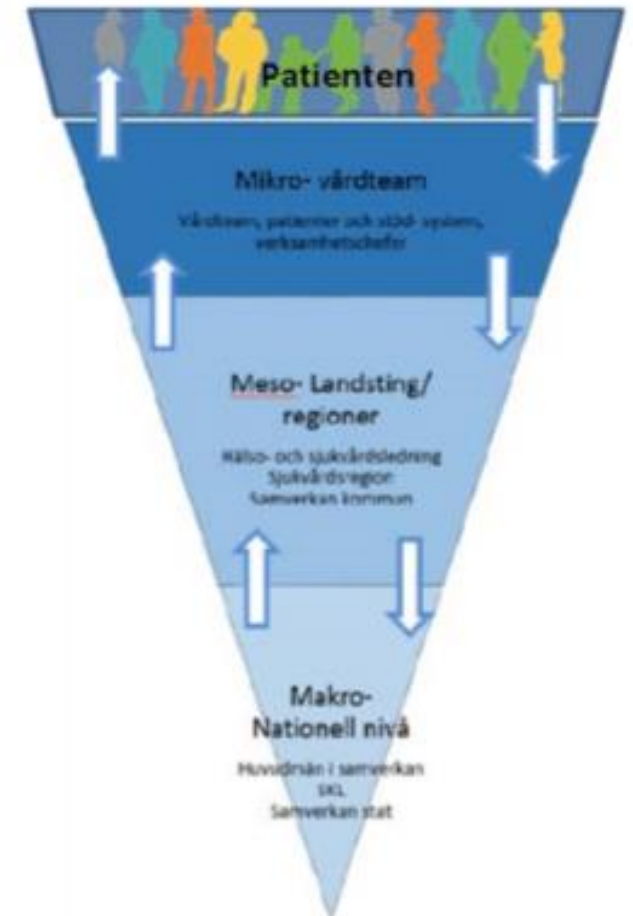 Patienten
Mikro- vårdteam
Vårdteam, patienter och stöd- system,
verksamhetschefer
Meso- Landsting/
regioner
Hälso- och sjukvårdsledning
Sjukvårdsregion
Samverkan kommun
Makro-
Nationell nivå
Huvudmän i samverkan
SKL
Samverkan stat